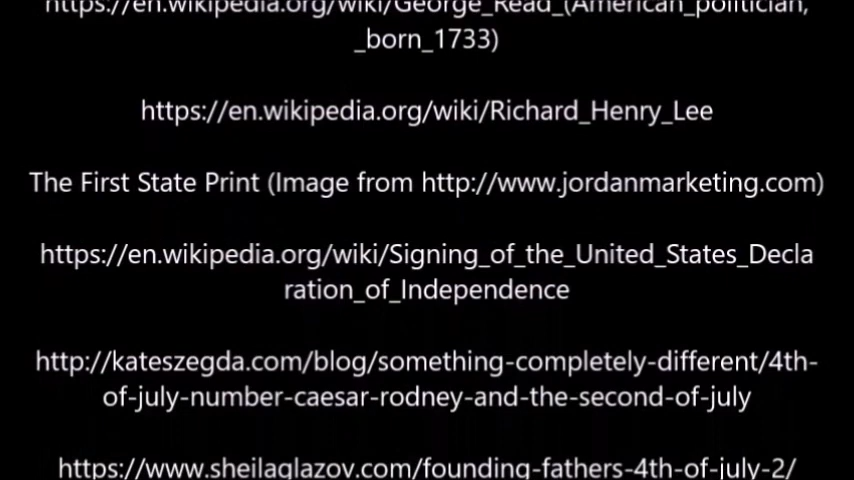 https://en.wikipedia.org/wiki/George_Read_(American_politician,
_born_1733)
https://en.wikipedia.org/wiki/Richard_Henry_Lee
The First State Print (Image from http://www.jordanmarketing.com)
https://en.wikipedia.org/wiki/Signing_of_the_United_States_Decla
ration_of_Independence
http://kateszegda.com/blog/something-completely-different/4th-
of-july-number-caesar-rodney-and-the-second-of-july
https://www.sheilaglazov.com/founding-fathers-4th-of-july-2/